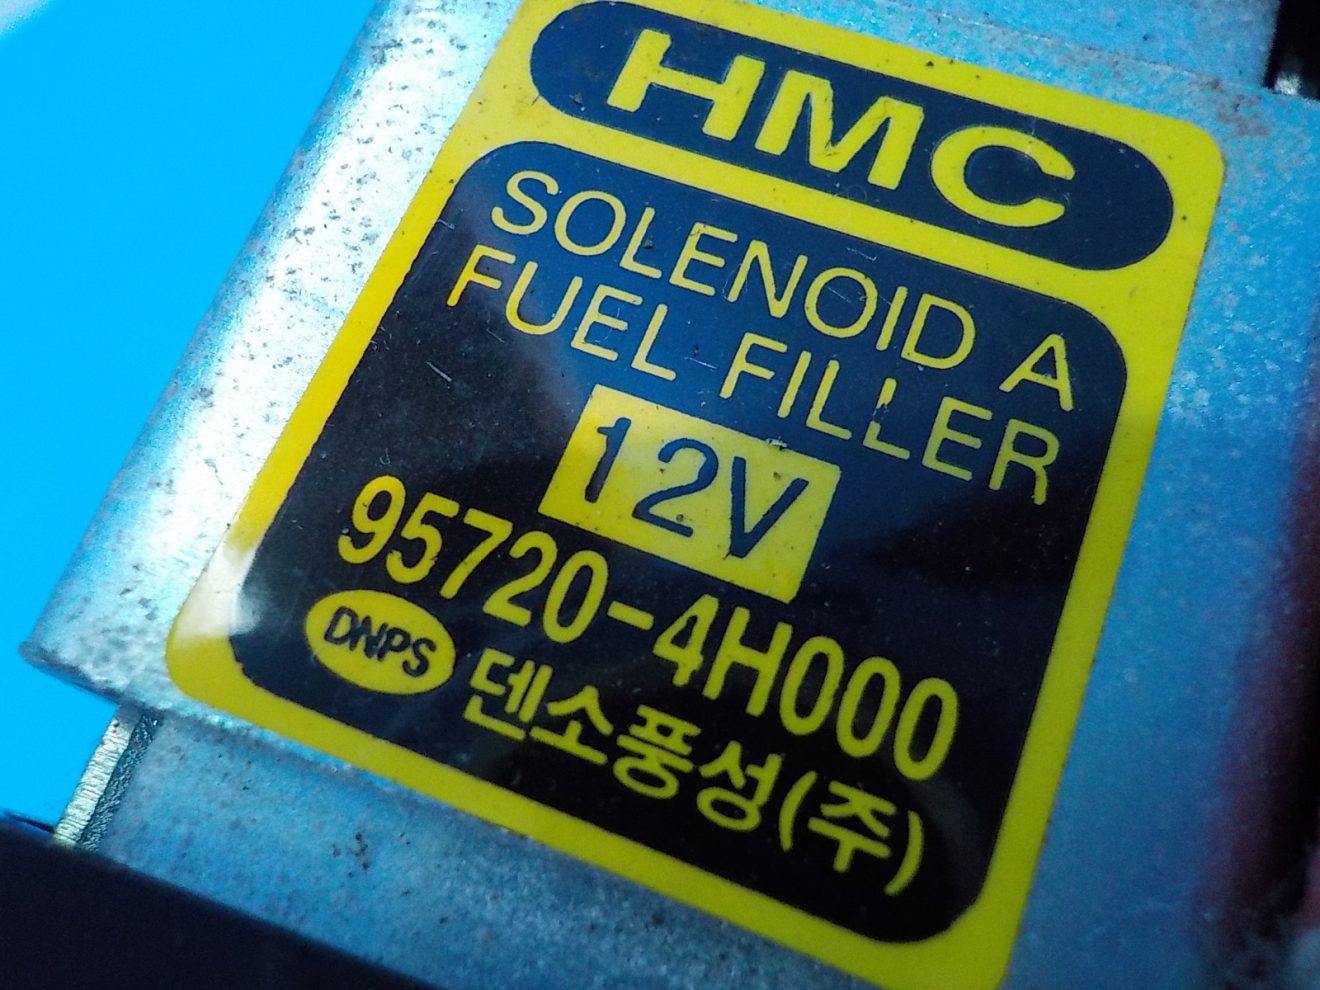 HMC
SOLENOID A
FUEL FILLER
12V
95720-4H000
DNPS 덴소풍성(주)